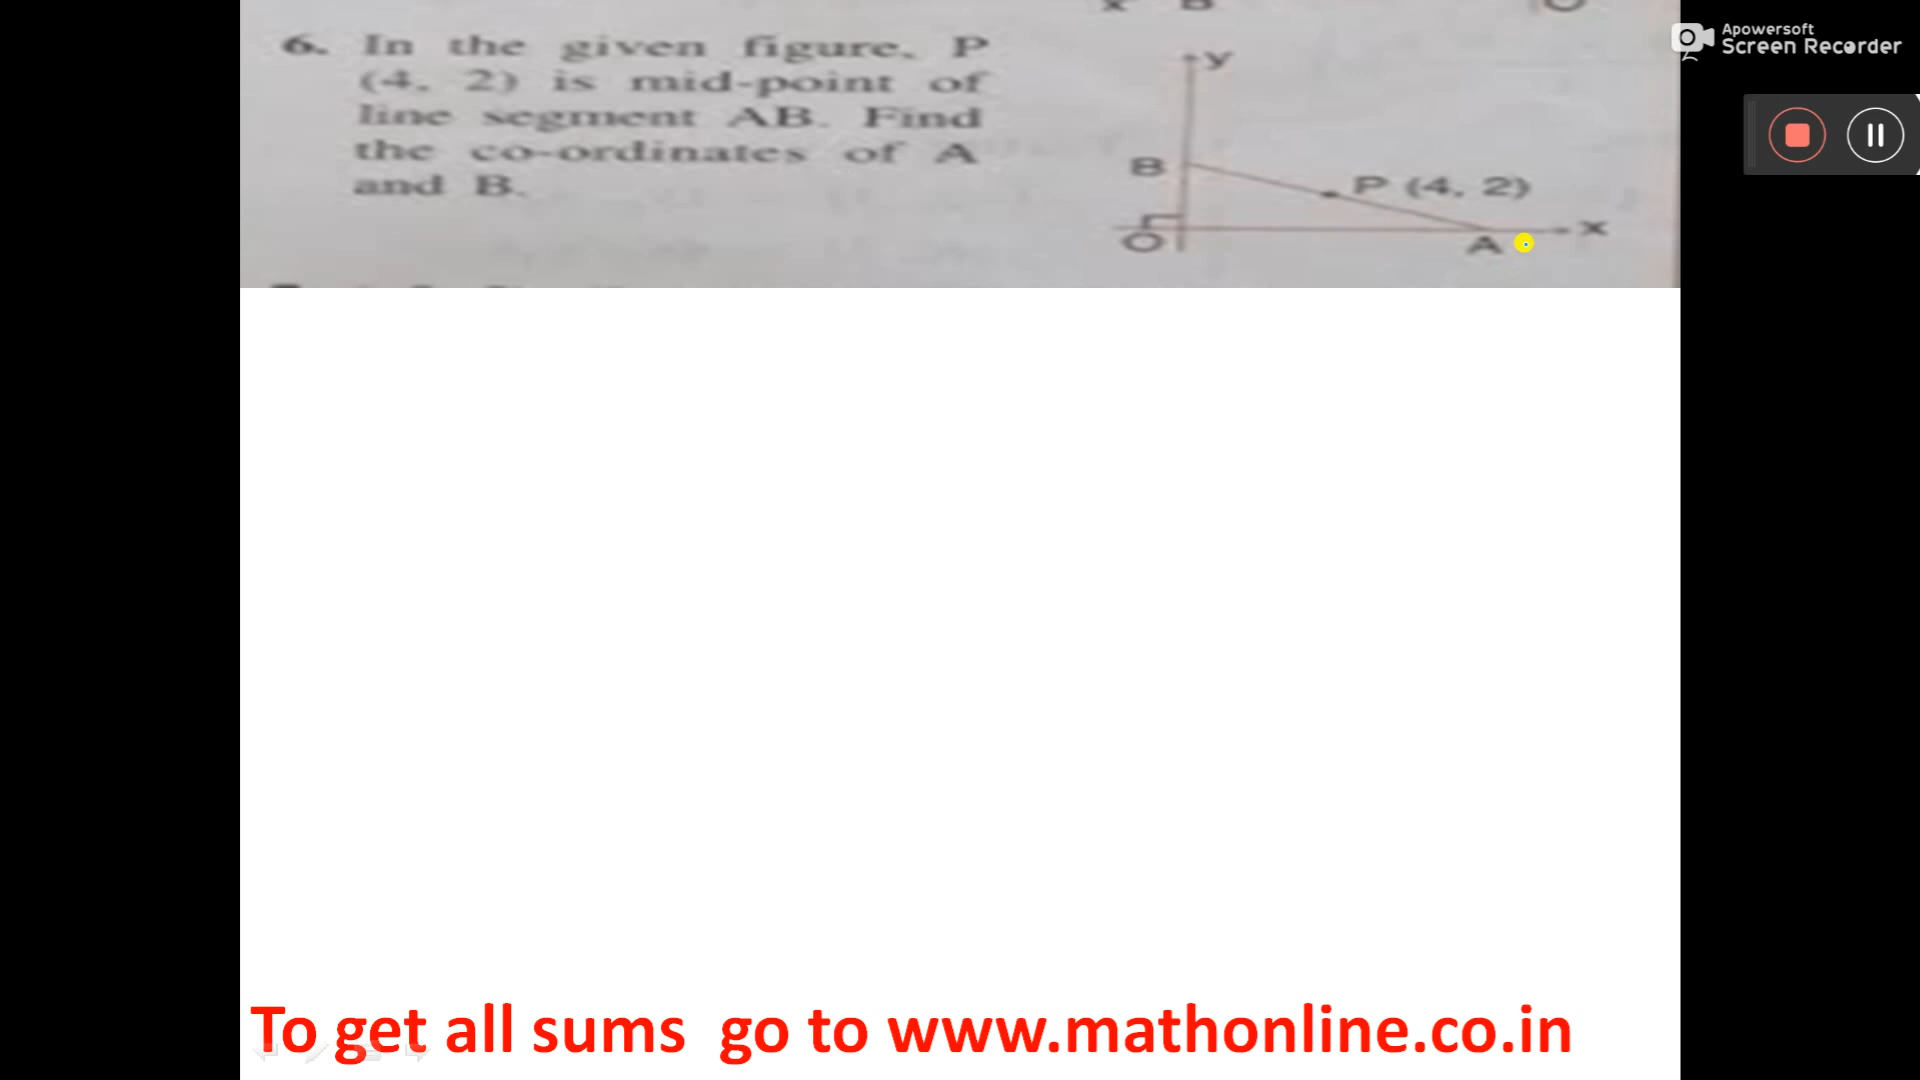 6. In the given figure, P
(4, 2) is mid-point of
line segment AB. Find
the co-ordinates of A
and B.
y
B
P (4, 2)
O
A
x
Apowersoft
Screen Recorder
To get all sums go to www.mathonline.co.in